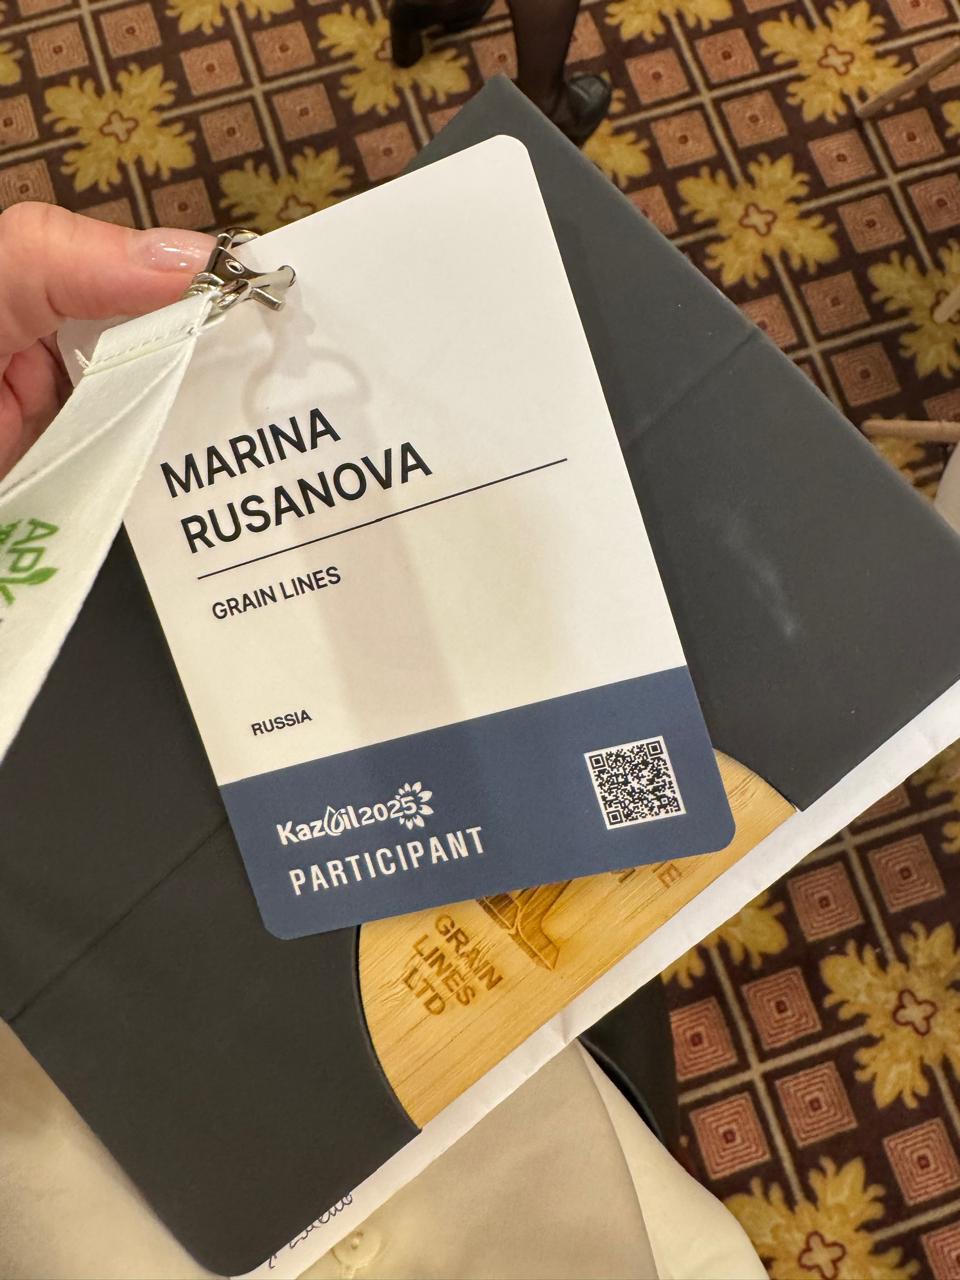 MARINA
RUSANOVA
GRAIN LINES
RUSSIA
KazOil2025
PARTICIPANT
GRAIN
LINES
LTD